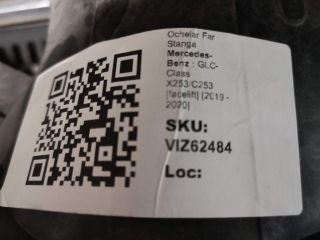 Ochelar Far
Stanga
Mercedes-
Benz : GLC-
Class
X253/C253
[facelift] [2019 -
2020]
SKU:
VIZ62484
Loc: